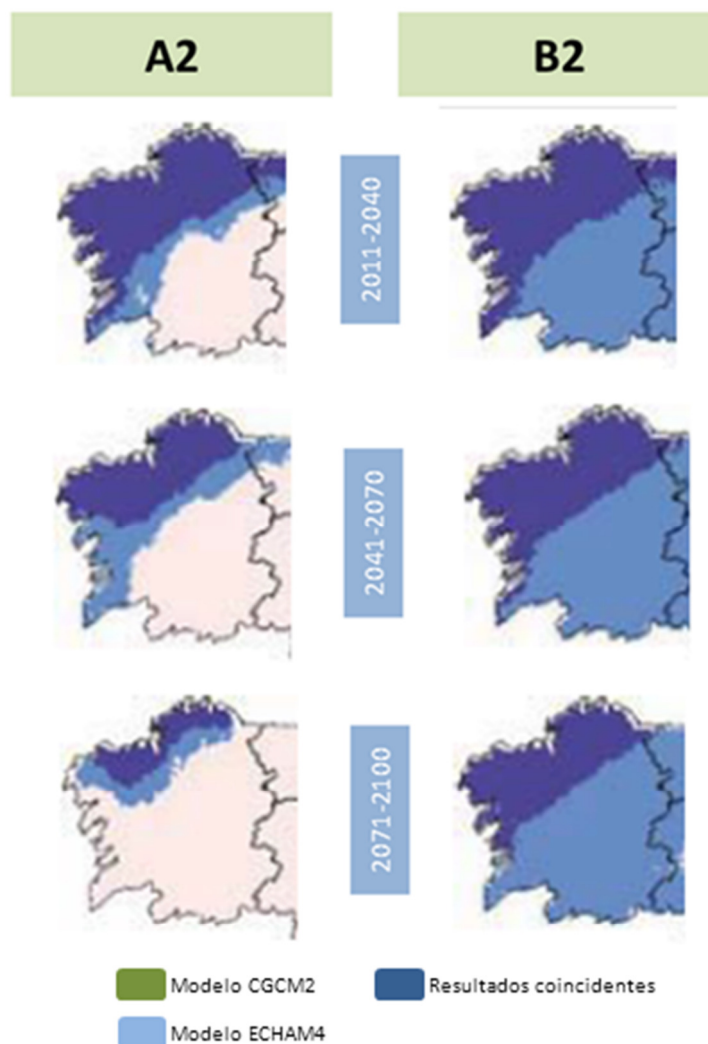 A2
B2
2011-2040
2041-2070
2071-2100
Modelo CGCM2
Resultados coincidentes
Modelo ECHAM4